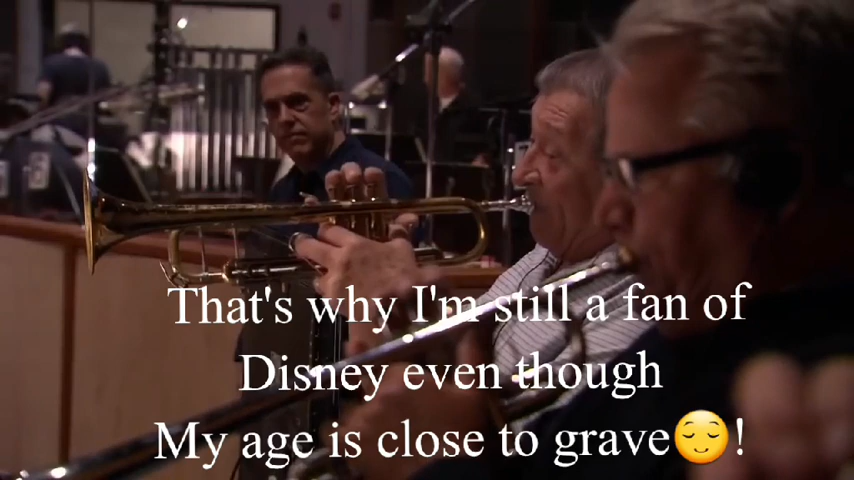 That's why I'm still a fan of
Disney even though
My age is close to grave😌!